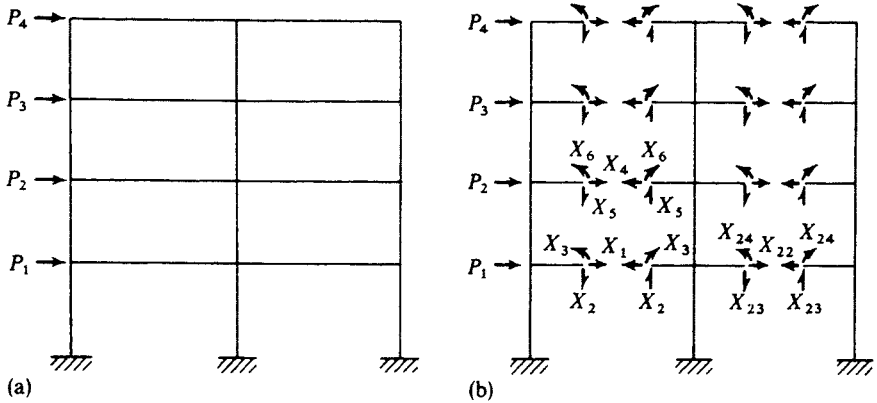 P4
P3
P2
P1
(a)
P4
P3
P2
P1
X6 X4 X6
X5 X5
X3 X1 X3 X24 X22 X24
X2 X2 X23 X23
(b)